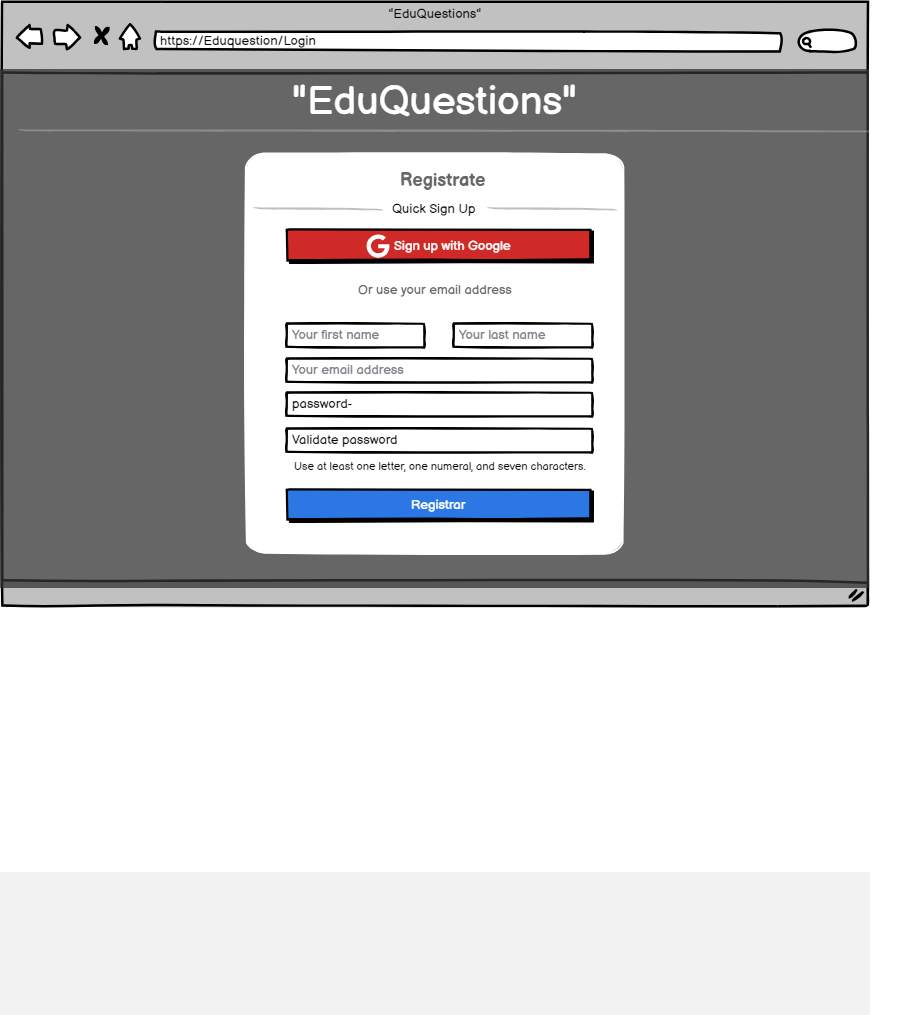 "EduQuestions"
https://Eduquestion/Login
"EduQuestions"
Registrate
Quick Sign Up
Sign up with Google
Or use your email address
Your first name
Your last name
Your email address
password-
Validate password
Use at least one letter, one numeral, and seven characters.
Registrar